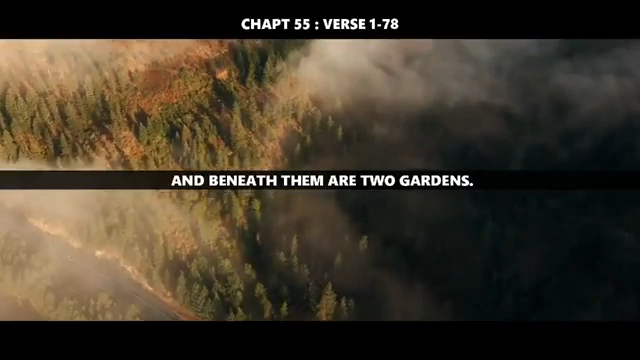 CHAPT 55 : VERSE 1-78
AND BENEATH THEM ARE TWO GARDENS.